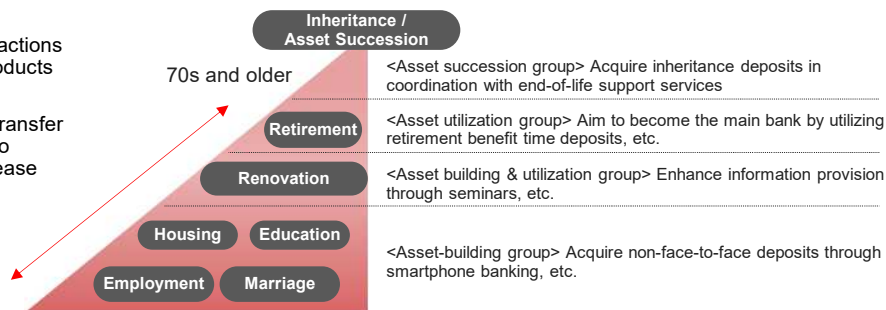 Inheritance /
Asset Succession
oducts
70s and older
<Asset succession group> Acquire inheritance deposits in
coordination with end-of-life support services
ransfer
Retirement
<Asset utilization group> Aim to become the main bank by utilizing
retirement benefit time deposits, etc.
Renovation
<Asset building & utilization group> Enhance information provision
through seminars, etc.
Housing
Education
<Asset-building group> Acquire non-face-to-face deposits through
smartphone banking, etc.
Employment
Marriage